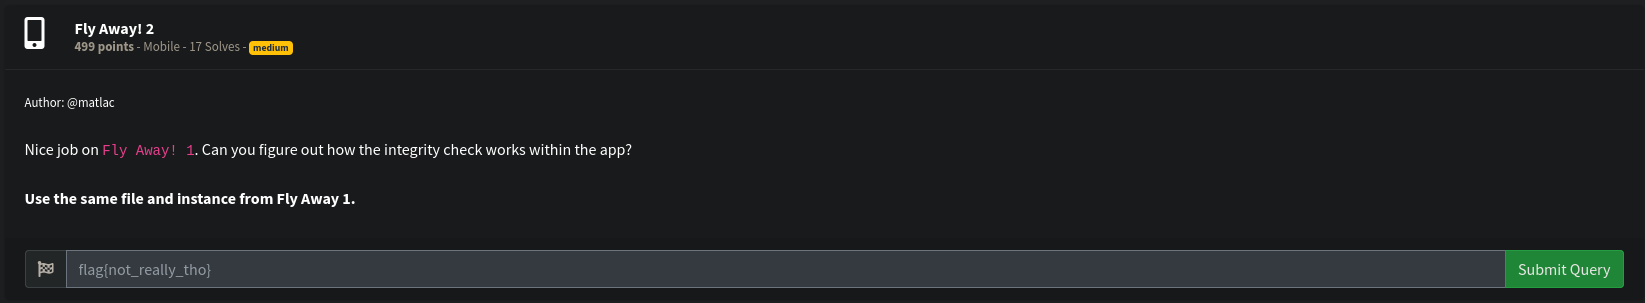 Fly Away! 2
499 points - Mobile - 17 Solves - medium
Author: @matlac
Nice job on Fly Away! 1. Can you figure out how the integrity check works within the app?
Use the same file and instance from Fly Away 1.
flag{not_really_tho}
Submit Query